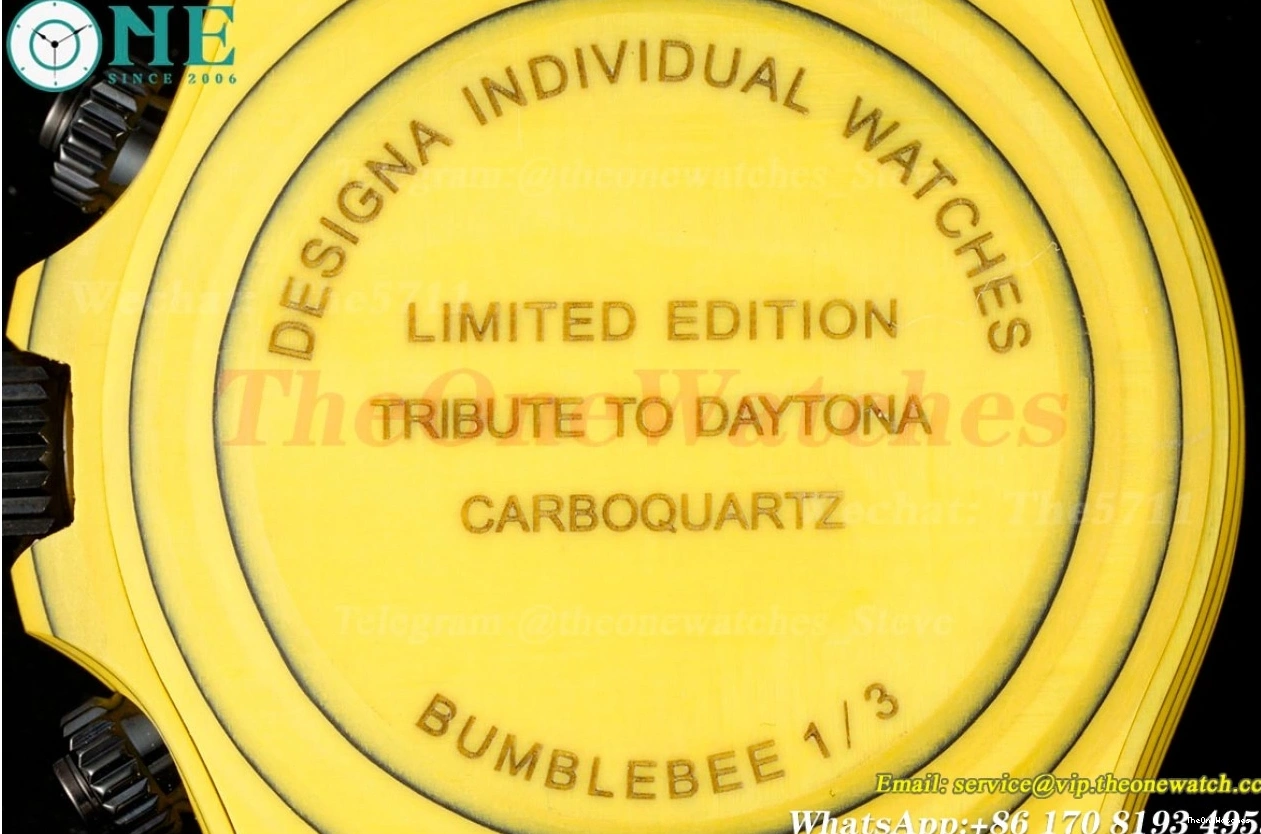 ONE
SINCE 2006
DESIGNA INDIVIDUAL WATCHES
Telegram: @theonewatches_Steve
Wechat: The5711
LIMITED EDITION
TheOneWatches
TRIBUTE TO DAYTONA
CARBOQUARTZ
Wechat: The5711
Telegram @theonewatches_Steve
BUMBLEBEE 1/3
Email: service@vip.theonewatch.cc
WhatsApp:+86 170 8193 495